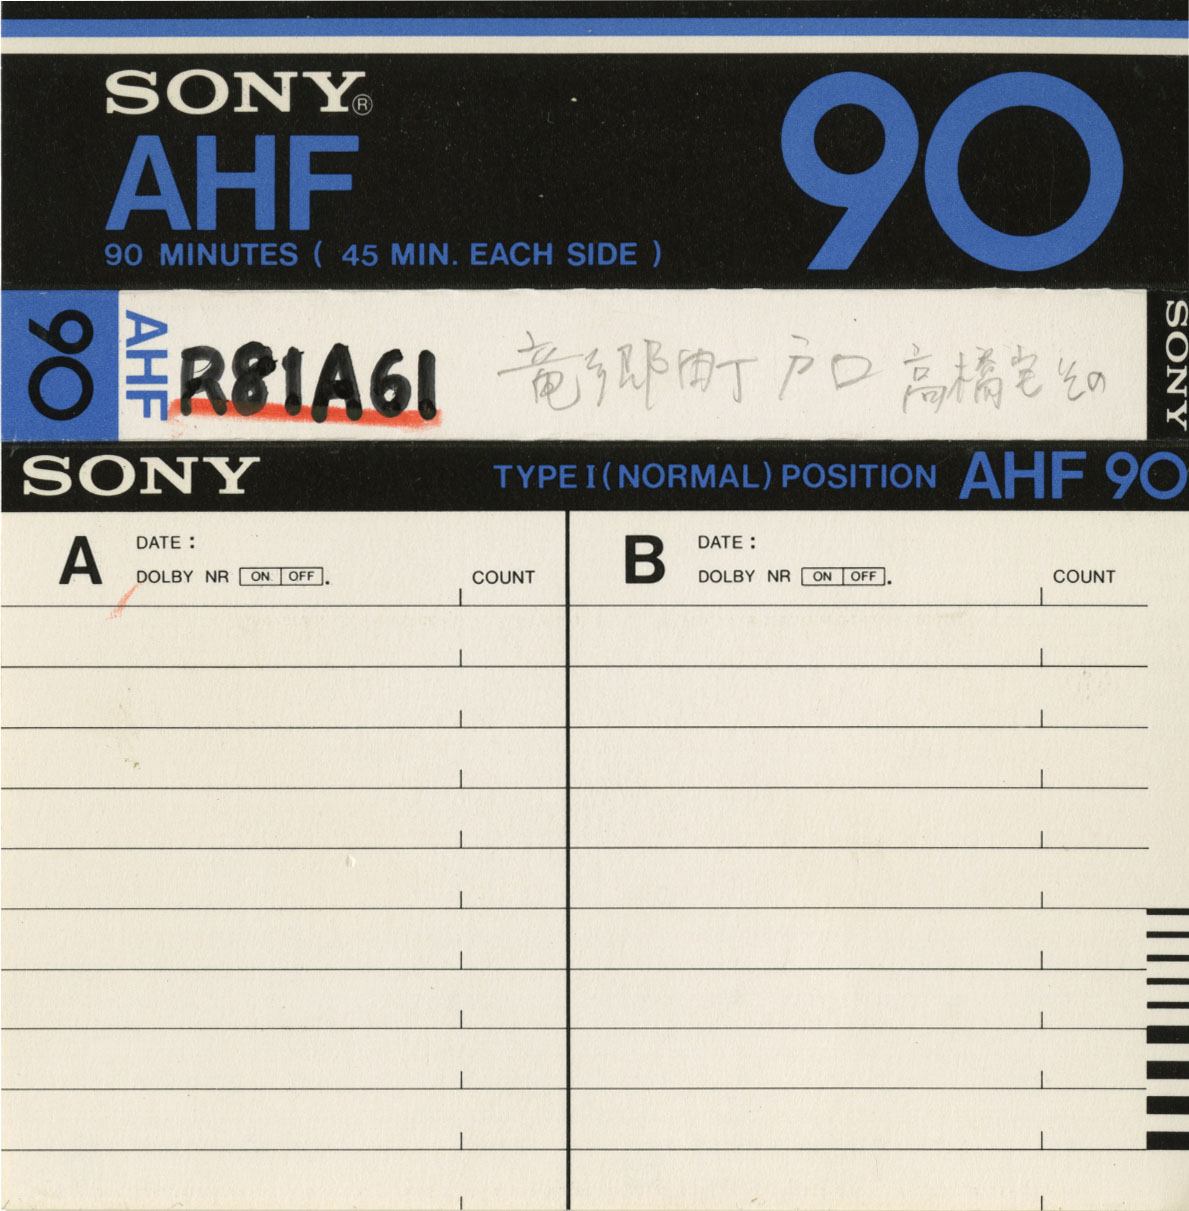 SONY®
AHF
90
90 MINUTES ( 45 MIN. EACH SIDE )
90
AHF
R81A61
竜郷町 戸口 高橋宅 その
SONY
SONY
TYPE I (NORMAL) POSITION AHF 90
A
DATE :
DOLBY NR ON OFF .
COUNT
B
DATE :
DOLBY NR ON OFF .
COUNT